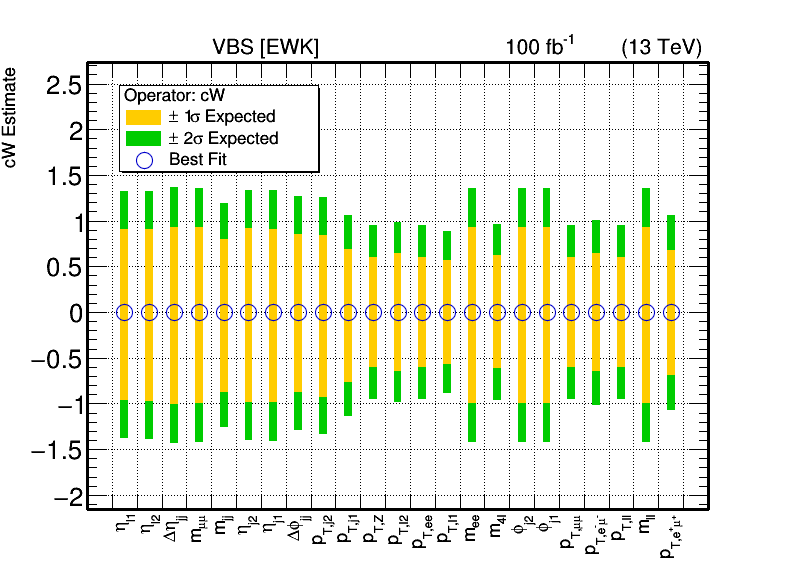 VBS [EWK] 100 fb⁻¹ (13 TeV)
cW Estimate
Operator: cW
± 1σ Expected
± 2σ Expected
Best Fit
2.5
2
1.5
1
0.5
0
−0.5
−1
−1.5
−2
η_l1 η_l2 Δη_jj m_μμ m_jj η_j2 η_j1 Δϕ_jj p_T,j2 p_T,j1 p_T,Z p_T,l2 p_T,ee p_T,l1 m_ee m_4l ϕ_j2 ϕ_j1 p_T,μμ p_T,e⁻μ⁻ p_T,ll m_ll p_T,e⁺μ⁺